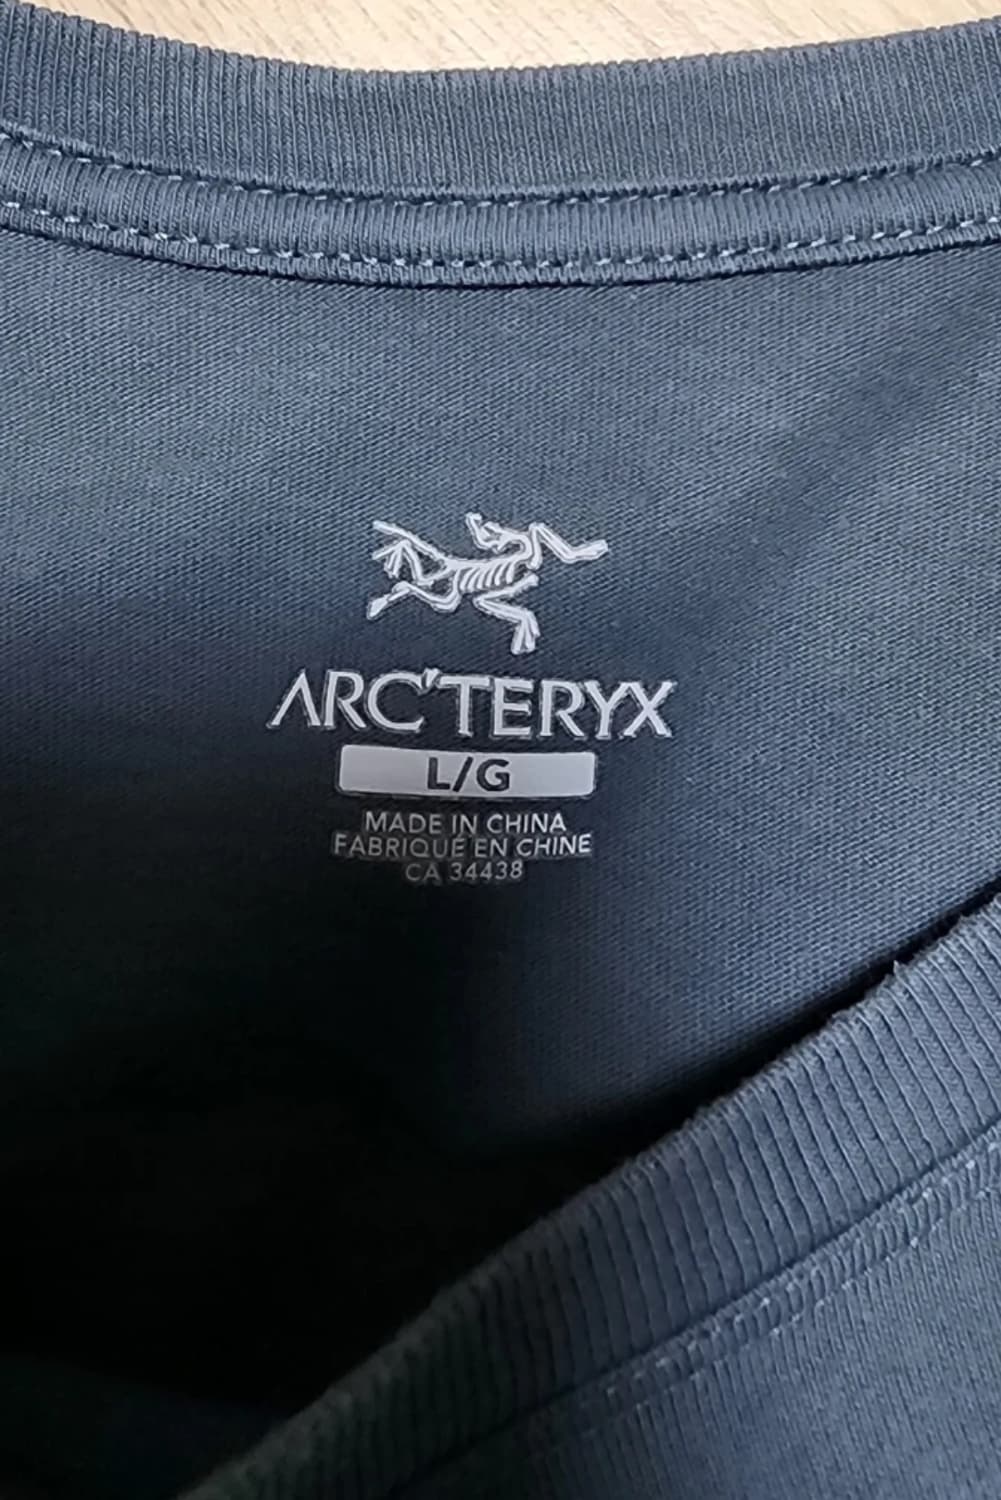 ARC'TERYX
L/G
MADE IN CHINA
FABRIQUÉ EN CHINE
CA 34438